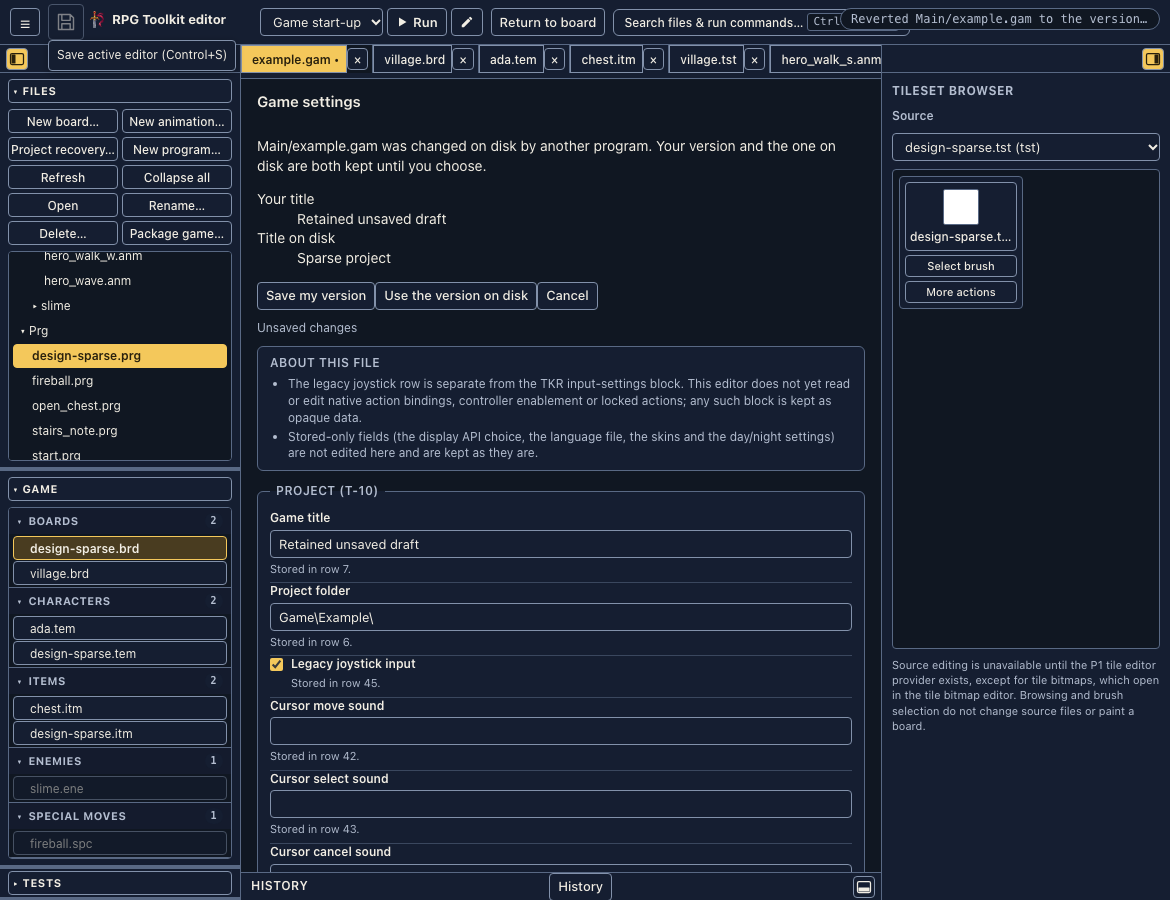 RPG Toolkit editor
Game start-up
Run
Return to board
Search files & run commands...
Ctrl
Reverted Main/example.gam to the version…
Save active editor (Control+S)
example.gam •
x
village.brd
x
ada.tem
x
chest.itm
x
village.tst
x
hero_walk_s.anm
FILES
New board...
New animation...
Project recovery...
New program...
Refresh
Collapse all
Open
Rename...
Delete...
Package game...
hero_walk_w.anm
hero_wave.anm
slime
Prg
design-sparse.prg
fireball.prg
open_chest.prg
stairs_note.prg
start.prg
GAME
BOARDS 2
design-sparse.brd
village.brd
CHARACTERS 2
ada.tem
design-sparse.tem
ITEMS 2
chest.itm
design-sparse.itm
ENEMIES 1
slime.ene
SPECIAL MOVES 1
fireball.spc
TESTS
Game settings
Main/example.gam was changed on disk by another program. Your version and the one on
disk are both kept until you choose.
Your title
Retained unsaved draft
Title on disk
Sparse project
Save my version
Use the version on disk
Cancel
Unsaved changes
ABOUT THIS FILE
• The legacy joystick row is separate from the TKR input-settings block. This editor does not yet read
or edit native action bindings, controller enablement or locked actions; any such block is kept as
opaque data.
• Stored-only fields (the display API choice, the language file, the skins and the day/night settings)
are not edited here and are kept as they are.
PROJECT (T-10)
Game title
Retained unsaved draft
Stored in row 7.
Project folder
Game\Example\
Stored in row 6.
Legacy joystick input
Stored in row 45.
Cursor move sound
Stored in row 42.
Cursor select sound
Stored in row 43.
Cursor cancel sound
HISTORY
History
TILESET BROWSER
Source
design-sparse.tst (tst)
design-sparse.t...
Select brush
More actions
Source editing is unavailable until the P1 tile editor
provider exists, except for tile bitmaps, which open
in the tile bitmap editor. Browsing and brush
selection do not change source files or paint a
board.